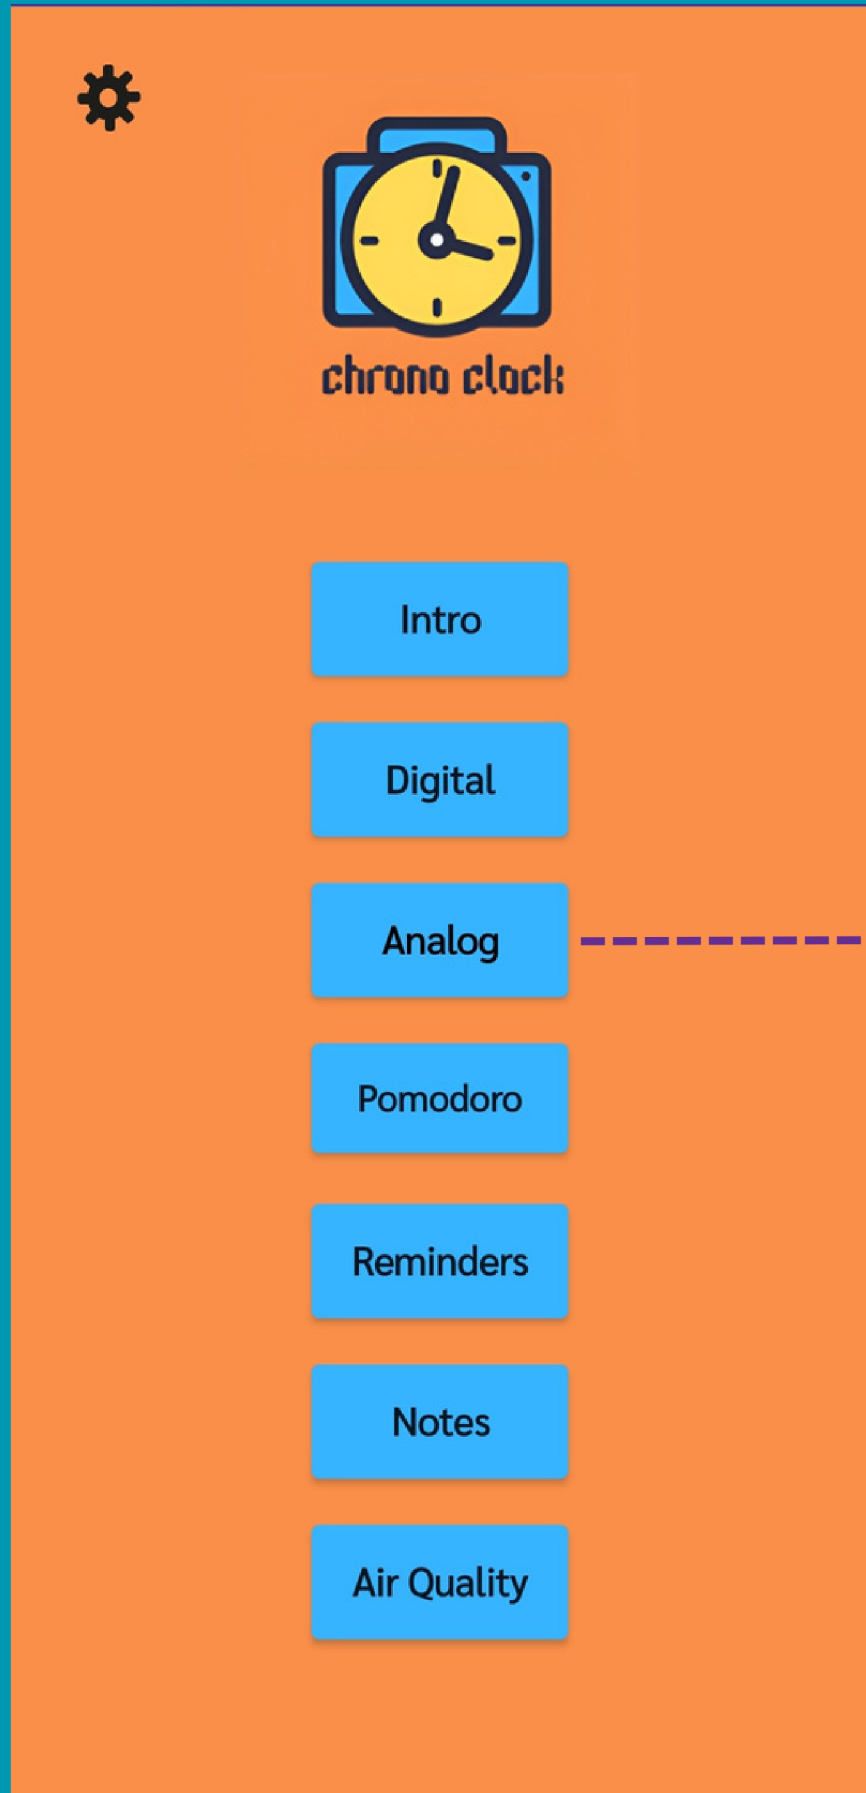 chrono clock
Intro
Digital
Analog
Pomodoro
Reminders
Notes
Air Quality